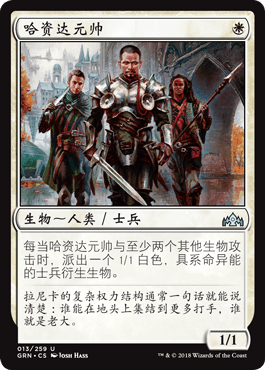 哈资达元帅
生物～人类 / 士兵
每当哈资达元帅与至少两个其他生物攻
击时，派出一个 1/1 白色，具系命异能
的士兵衍生生物。
拉尼卡的复杂权力结构通常一句话就能说
清楚：谁能在地头上集结到更多打手，谁
就是老大。
1/1
013/259 U
GRN • CS Josh Hass
™ & © 2018 Wizards of the Coast